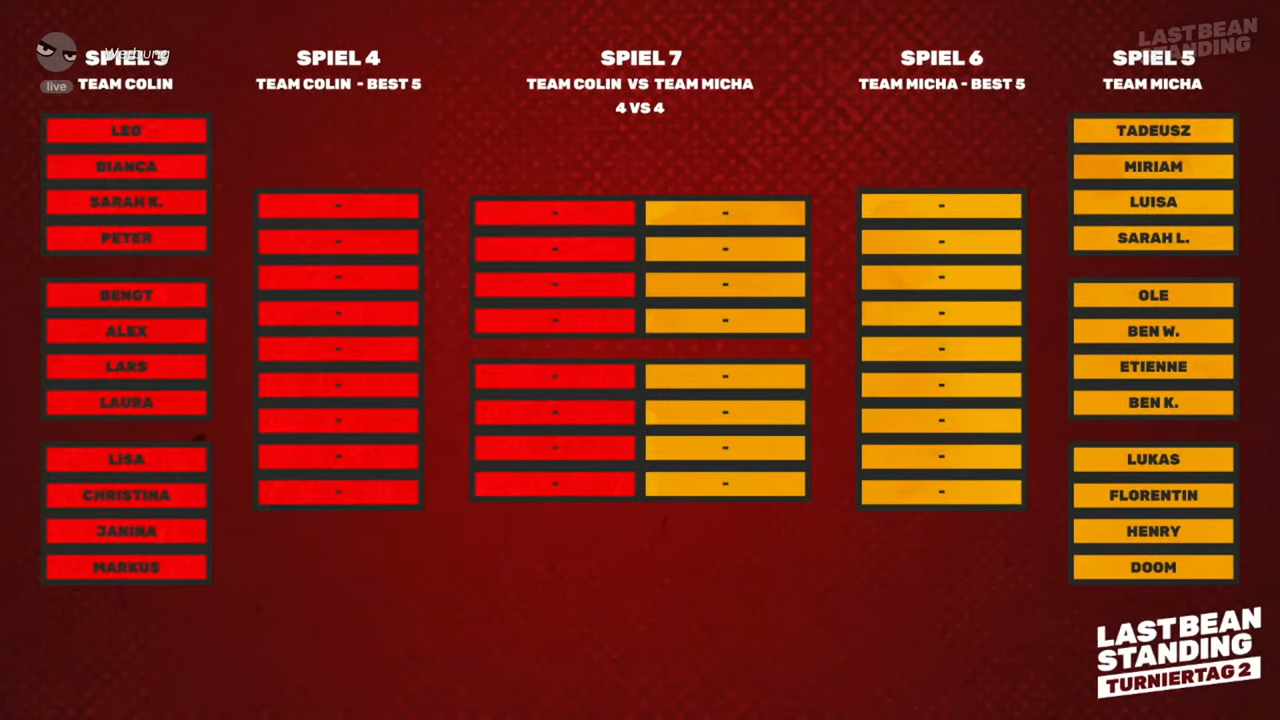 Werbung
live
LAST BEAN
STANDING
SPIEL 3
TEAM COLIN
LEO
BIANCA
SARAH K.
PETER
BENGT
ALEX
LARS
LAURA
LISA
CHRISTINA
JANINA
MARKUS
SPIEL 4
TEAM COLIN - BEST 5
-
-
-
-
-
-
-
-
-
SPIEL 7
TEAM COLIN VS TEAM MICHA
4 VS 4
- -
- -
- -
- -
- -
- -
- -
- -
SPIEL 6
TEAM MICHA - BEST 5
-
-
-
-
-
-
-
-
-
SPIEL 5
TEAM MICHA
TADEUSZ
MIRIAM
LUISA
SARAH L.
OLE
BEN W.
ETIENNE
BEN K.
LUKAS
FLORENTIN
HENRY
DOOM
LAST BEAN
STANDING
TURNIERTAG 2